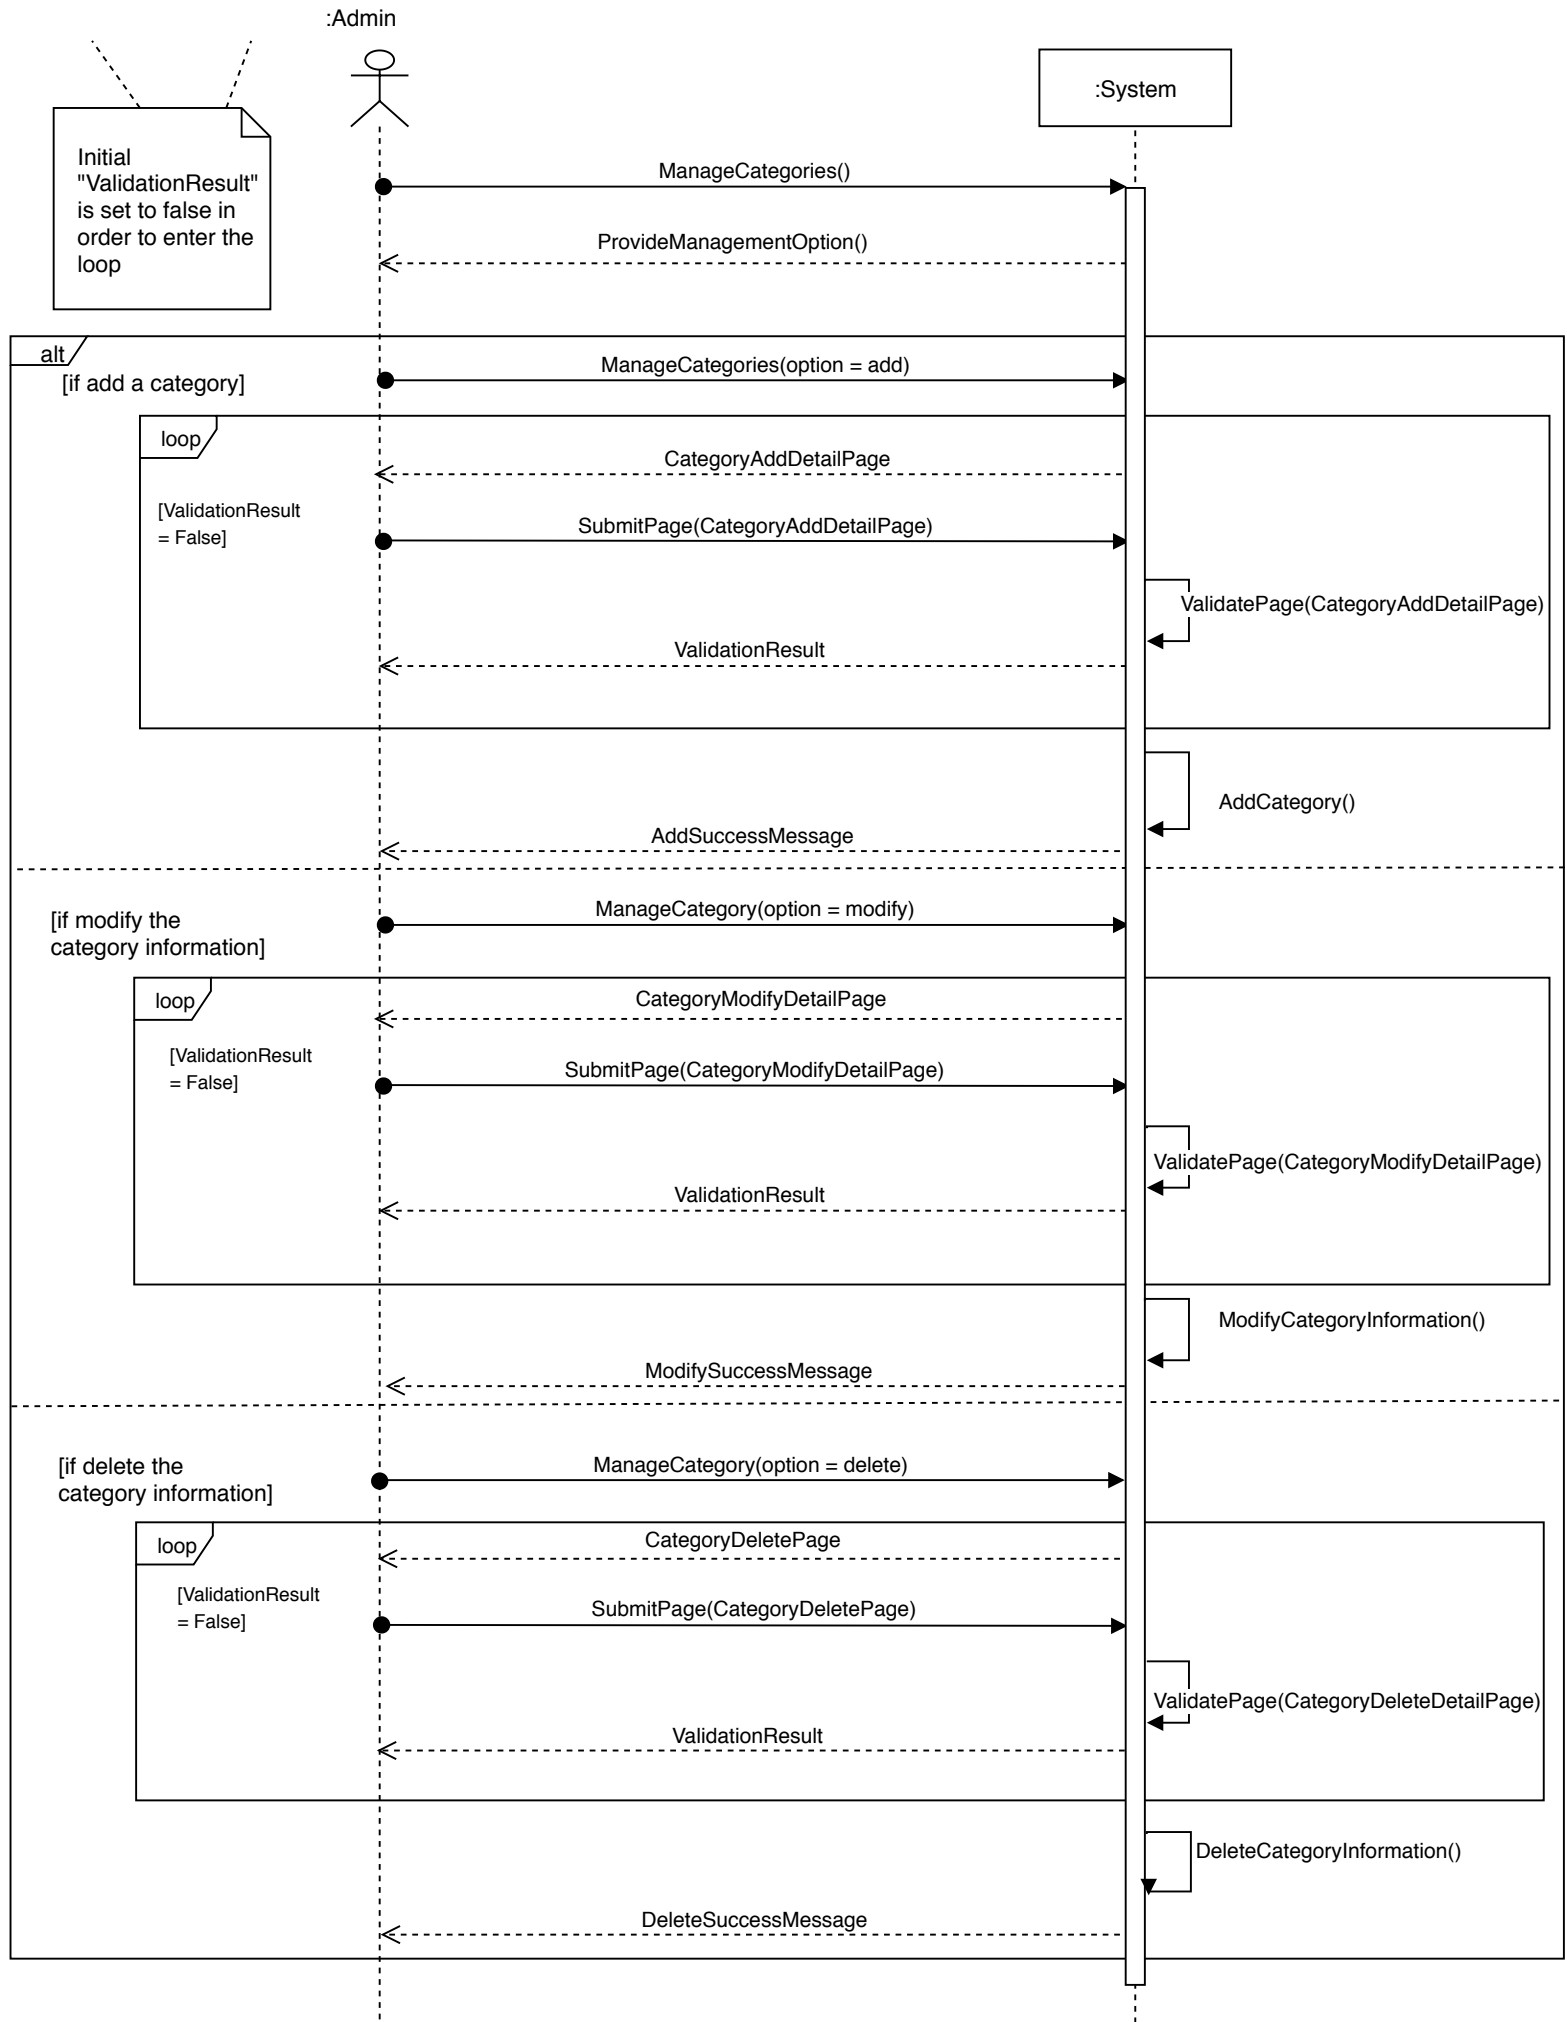 :Admin
:System
Initial
"ValidationResult"
is set to false in
order to enter the
loop
ManageCategories()
ProvideManagementOption()
alt
[if add a category]
ManageCategories(option = add)
loop
CategoryAddDetailPage
[ValidationResult
= False]
SubmitPage(CategoryAddDetailPage)
ValidatePage(CategoryAddDetailPage)
ValidationResult
AddCategory()
AddSuccessMessage
[if modify the
category information]
ManageCategory(option = modify)
loop
CategoryModifyDetailPage
[ValidationResult
= False]
SubmitPage(CategoryModifyDetailPage)
ValidatePage(CategoryModifyDetailPage)
ValidationResult
ModifyCategoryInformation()
ModifySuccessMessage
[if delete the
category information]
ManageCategory(option = delete)
loop
CategoryDeletePage
[ValidationResult
= False]
SubmitPage(CategoryDeletePage)
ValidatePage(CategoryDeleteDetailPage)
ValidationResult
DeleteCategoryInformation()
DeleteSuccessMessage